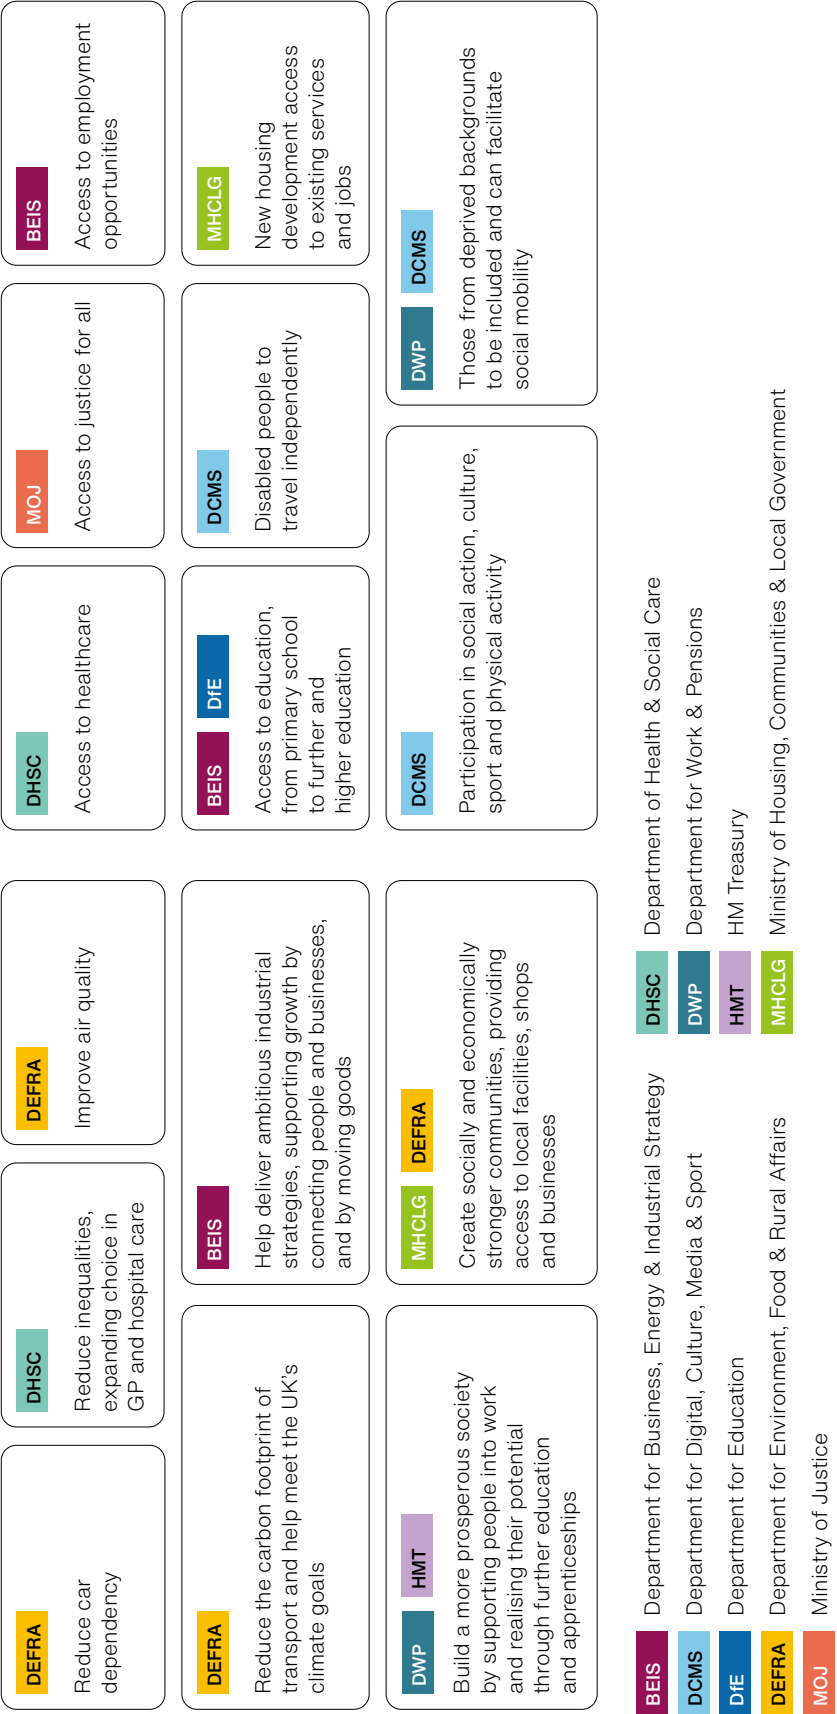 DEFRA
Reduce car
dependency
DHSC
Reduce inequalities,
expanding choice in
GP and hospital care
DEFRA
Improve air quality
DEFRA
Reduce the carbon footprint of
transport and help meet the UK's
climate goals
BEIS
Help deliver ambitious industrial
strategies, supporting growth by
connecting people and businesses,
and by moving goods
DWP HMT
Build a more prosperous society
by supporting people into work
and realising their potential
through further education
and apprenticeships
MHCLG DEFRA
Create socially and economically
stronger communities, providing
access to local facilities, shops
and businesses
DHSC
Access to healthcare
MOJ
Access to justice for all
BEIS
Access to employment
opportunities
BEIS DfE
Access to education,
from primary school
to further and
higher education
DCMS
Disabled people to
travel independently
MHCLG
New housing
development access
to existing services
and jobs
DCMS
Participation in social action, culture,
sport and physical activity
DWP DCMS
Those from deprived backgrounds
to be included and can facilitate
social mobility
BEIS Department for Business, Energy & Industrial Strategy
DCMS Department for Digital, Culture, Media & Sport
DfE Department for Education
DEFRA Department for Environment, Food & Rural Affairs
MOJ Ministry of Justice
DHSC Department of Health & Social Care
DWP Department for Work & Pensions
HMT HM Treasury
MHCLG Ministry of Housing, Communities & Local Government